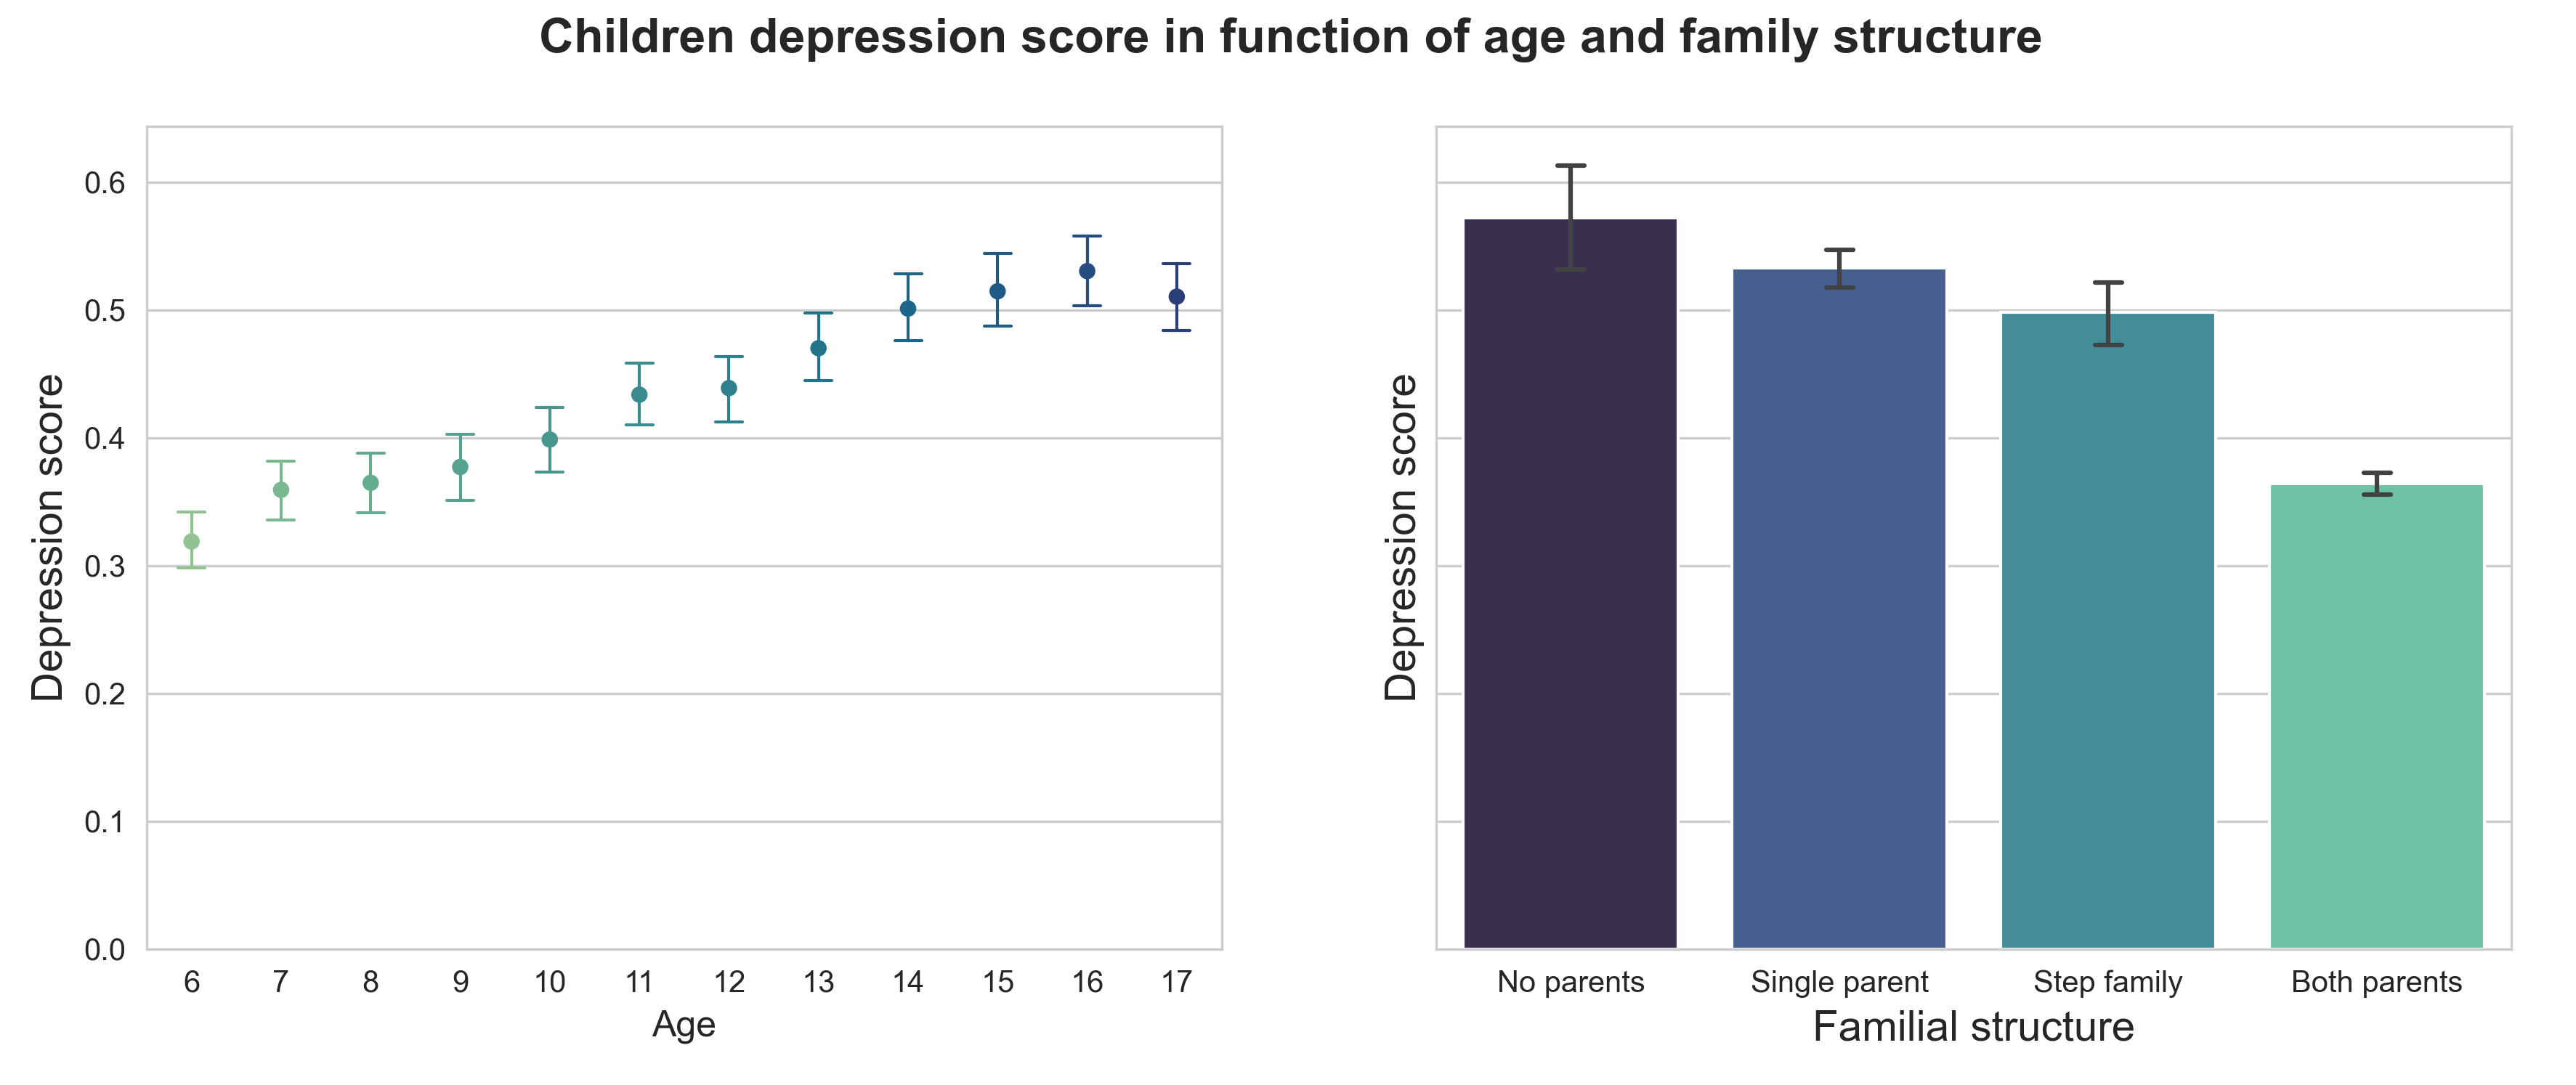 Children depression score in function of age and family structure
Depression score
0.6
0.5
0.4
0.3
0.2
0.1
0.0
6 7 8 9 10 11 12 13 14 15 16 17
Age
Depression score
No parents Single parent Step family Both parents
Familial structure